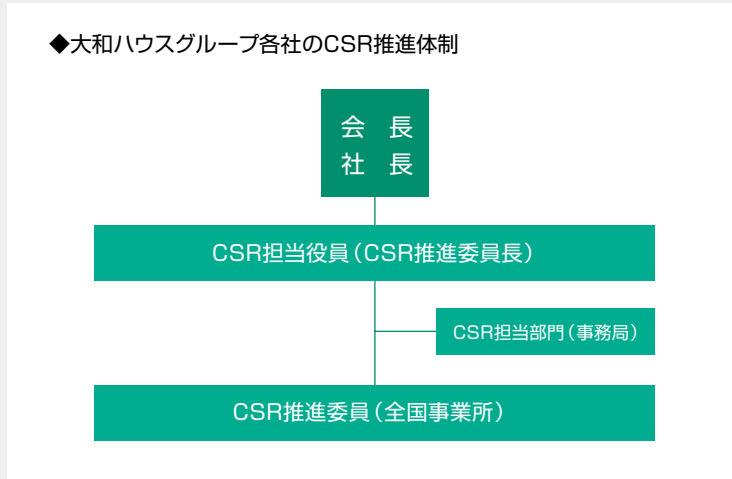 ◆大和ハウスグループ各社のCSR推進体制
会　長
社　長
CSR担当役員（CSR推進委員長）
CSR担当部門（事務局）
CSR推進委員（全国事業所）